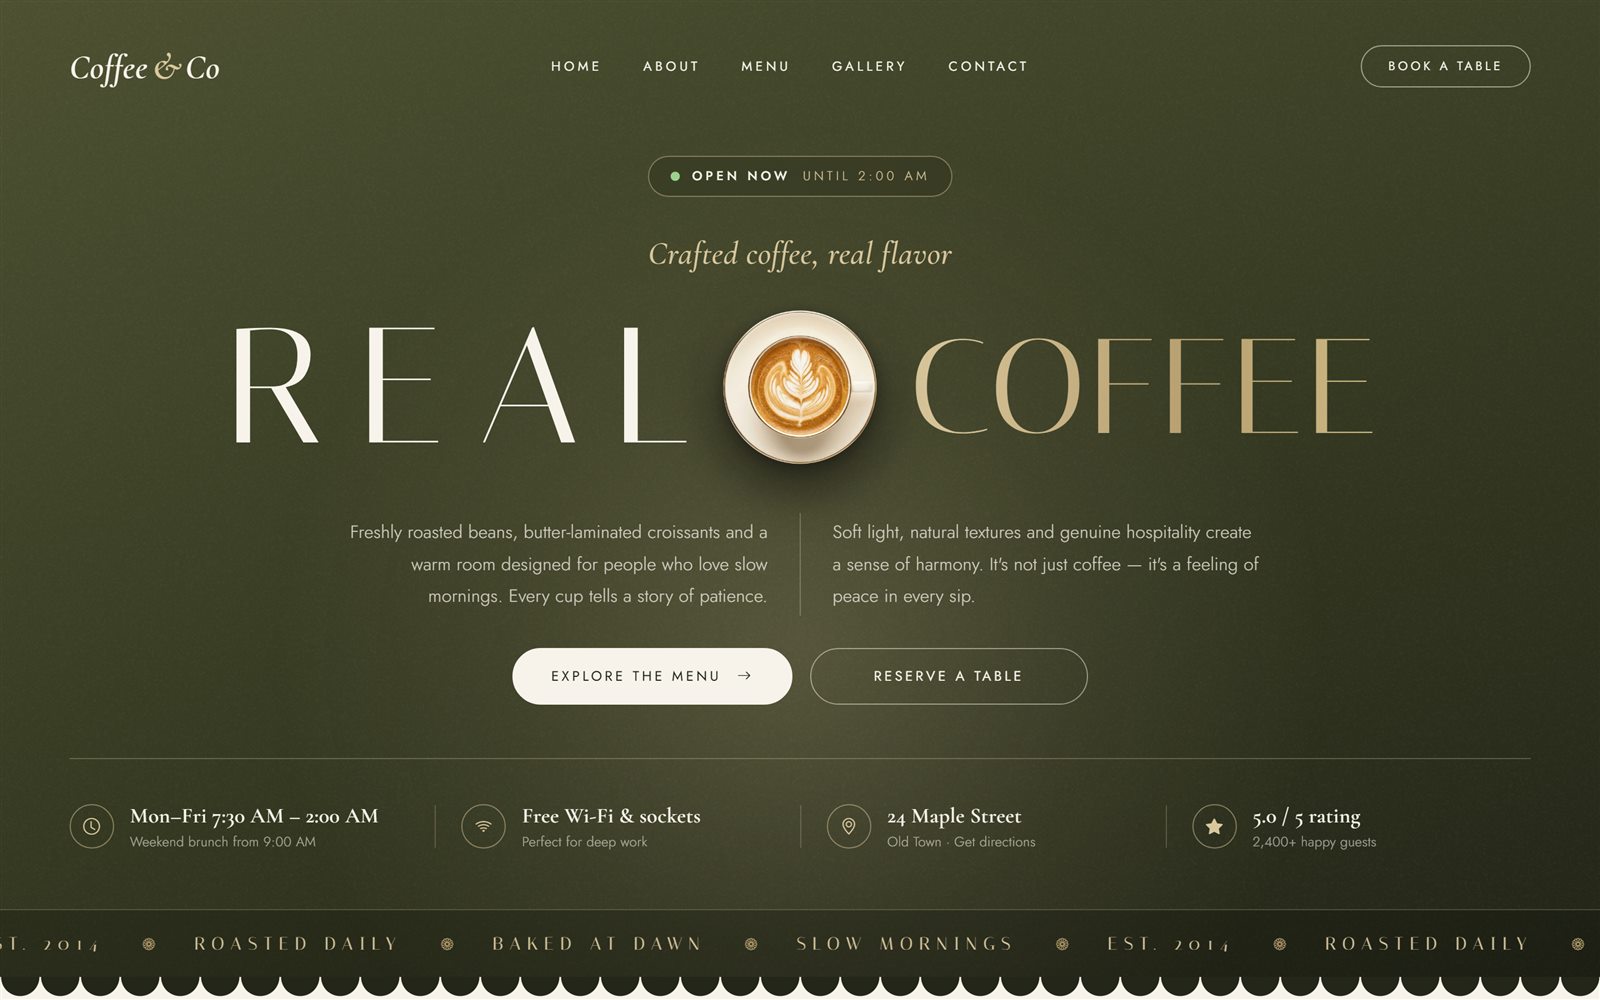 Coffee & Co
HOME ABOUT MENU GALLERY CONTACT
BOOK A TABLE
OPEN NOW UNTIL 2:00 AM
Crafted coffee, real flavor
REAL COFFEE
Freshly roasted beans, butter-laminated croissants and a
warm room designed for people who love slow
mornings. Every cup tells a story of patience.
Soft light, natural textures and genuine hospitality create
a sense of harmony. It's not just coffee — it's a feeling of
peace in every sip.
EXPLORE THE MENU →
RESERVE A TABLE
Mon–Fri 7:30 AM – 2:00 AM
Weekend brunch from 9:00 AM
Free Wi-Fi & sockets
Perfect for deep work
24 Maple Street
Old Town · Get directions
5.0 / 5 rating
2,400+ happy guests
ST. 2014 ROASTED DAILY BAKED AT DAWN SLOW MORNINGS EST. 2014 ROASTED DAILY